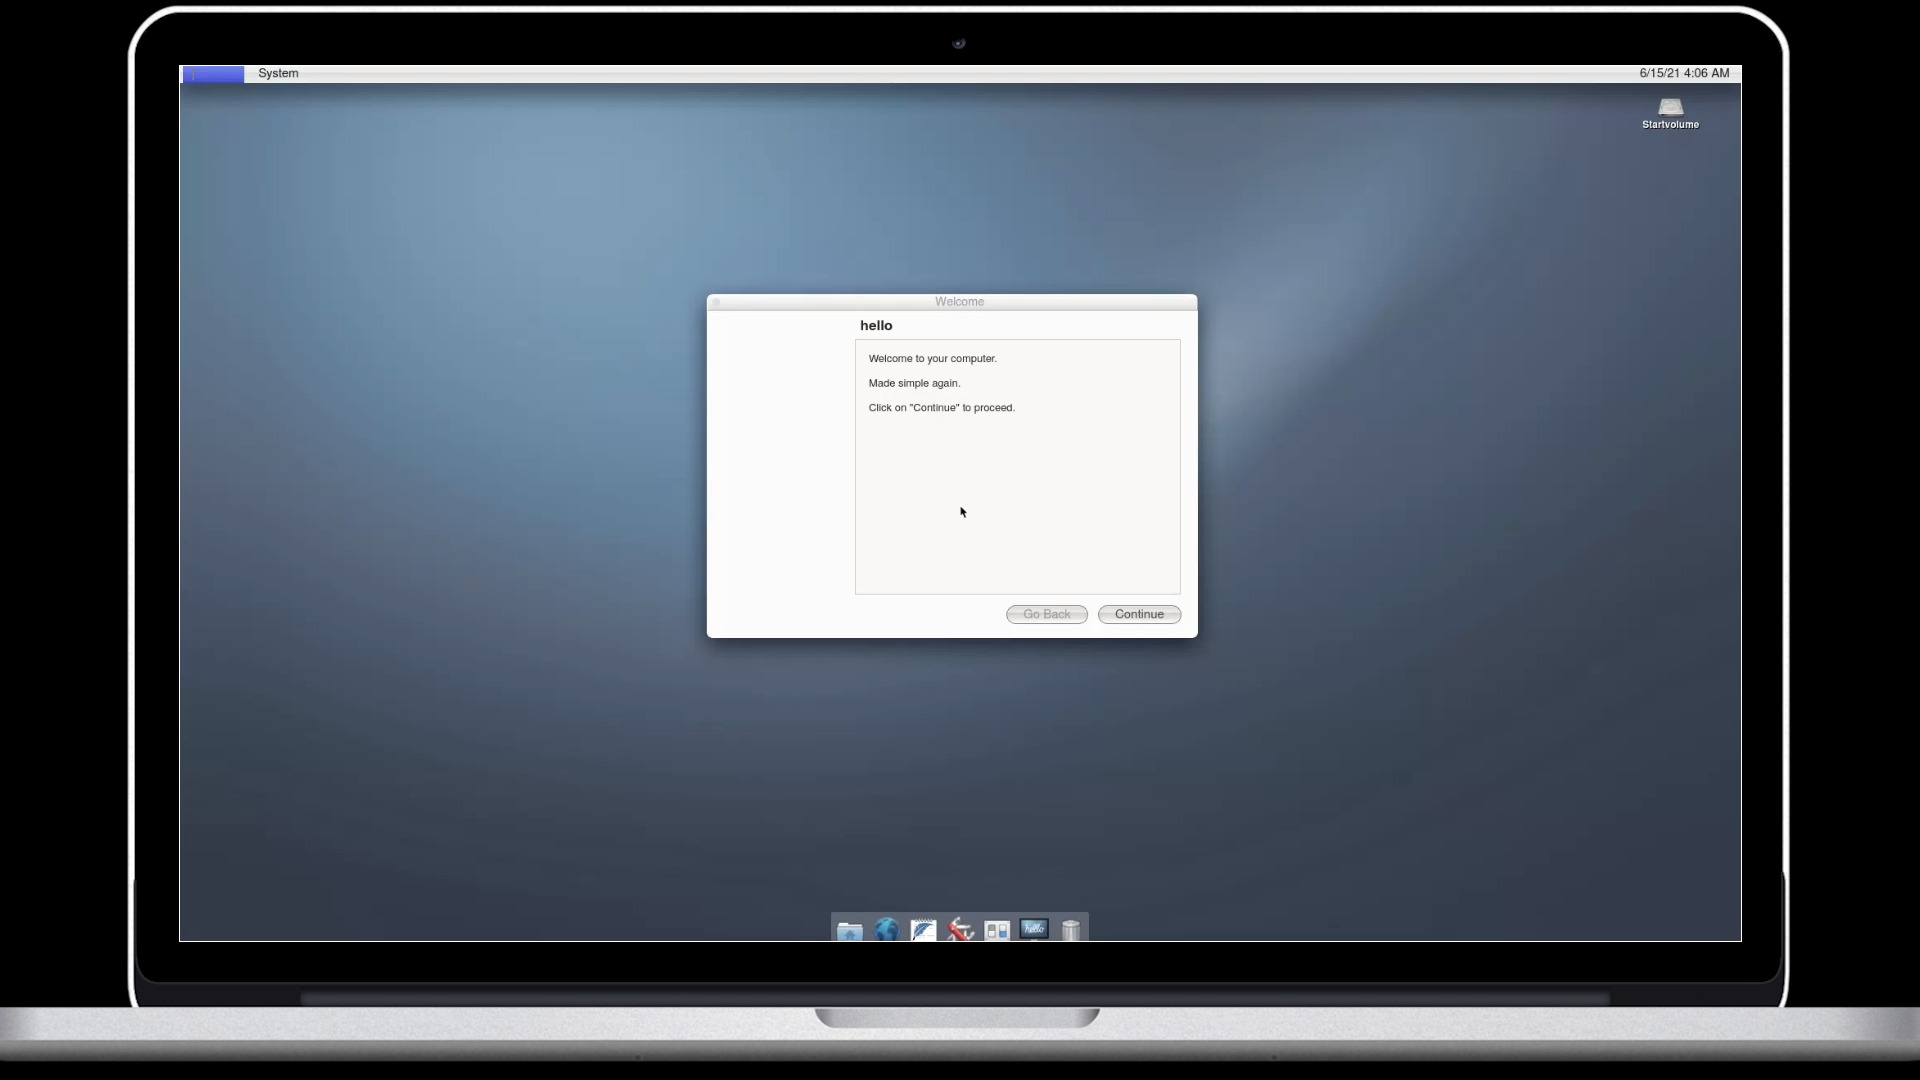 System
6/15/21 4:06 AM
Startvolume
Welcome
hello
Welcome to your computer.
Made simple again.
Click on "Continue" to proceed.
Go Back
Continue
hello